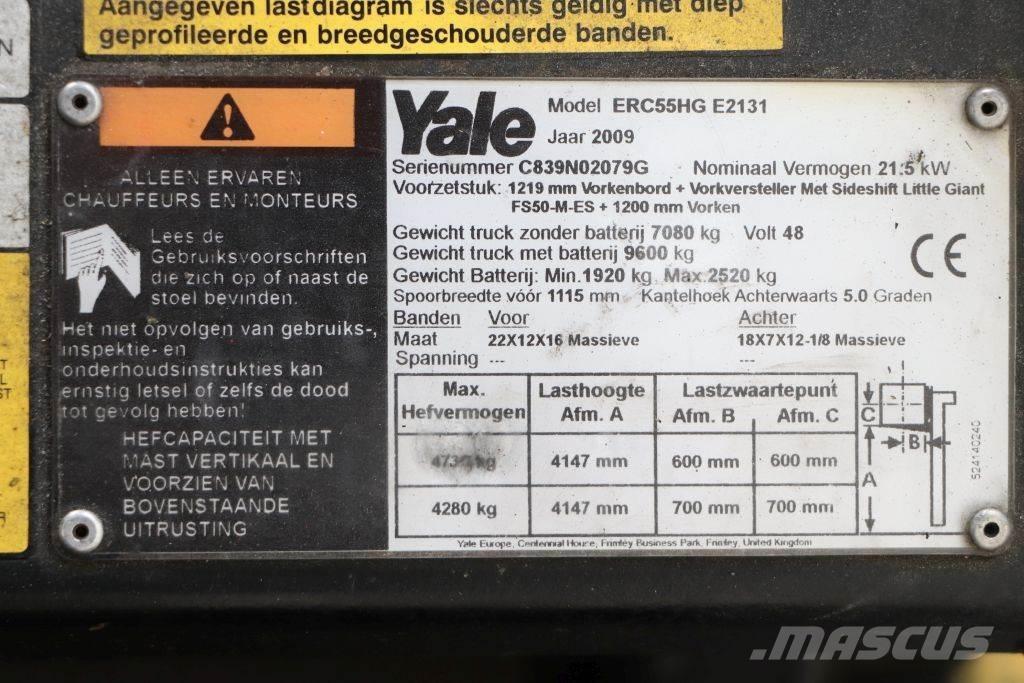 Aangegeven lastdiagram is slechts geldig met diep
geprofileerde en breedgeschouderde banden.
ALLEEN ERVAREN
CHAUFFEURS EN MONTEURS
Lees de
Gebruiksvoorschriften
die zich op of naast de
stoel bevinden.
Het niet opvolgen van gebruiks-,
inspektie- en
onderhoudsinstrukties kan
ernstig letsel of zelfs de dood
tot gevolg hebben!
HEFCAPACITEIT MET
MAST VERTIKAAL EN
VOORZIEN VAN
BOVENSTAANDE
UITRUSTING
Yale Model ERC55HG E2131
Jaar 2009
Serienummer C839N02079G Nominaal Vermogen 21.5 kW
Voorzetstuk: 1219 mm Vorkenbord + Vorkversteller Met Sideshift Little Giant
FS50-M-ES + 1200 mm Vorken
Gewicht truck zonder batterij 7080 kg Volt 48
Gewicht truck met batterij 9600 kg
Gewicht Batterij: Min.1920 kg Max.2520 kg
CE
Spoorbreedte vóór 1115 mm Kantelhoek Achterwaarts 5.0 Graden
Banden Voor Achter
Maat 22X12X16 Massieve 18X7X12-1/8 Massieve
Spanning --- ---
Max. Lasthoogte Lastzwaartepunt
Hefvermogen Afm. A Afm. B Afm. C
kg 4147 mm 600 mm 600 mm
4280 kg 4147 mm 700 mm 700 mm
C
B
A
524140240
Yale Europe, Centennial House, Frimley Business Park, Frimley, United Kingdom
MASCUS